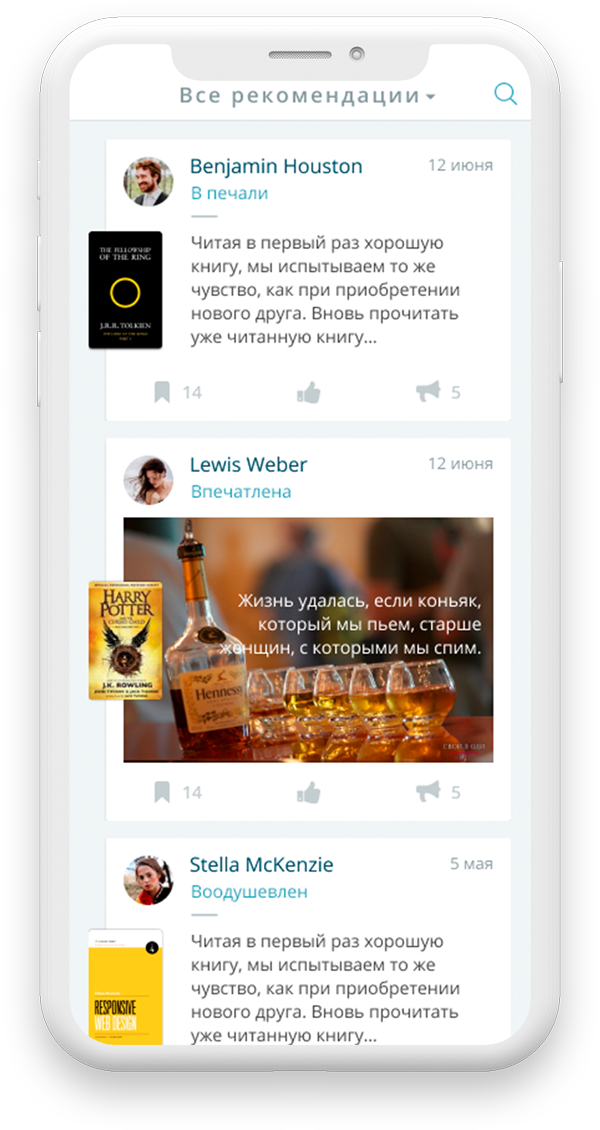 Все рекомендации
Benjamin Houston
12 июня
В печали
THE FELLOWSHIP
OF THE RING
J.R.R. TOLKIEN
Читая в первый раз хорошую
книгу, мы испытываем то же
чувство, как при приобретении
нового друга. Вновь прочитать
уже читанную книгу...
14
5
Lewis Weber
12 июня
Впечатлена
HARRY
POTTER
J.K. ROWLING
Hennessy
Жизнь удалась, если коньяк,
который мы пьем, старше
женщин, с которыми мы спим.
14
5
Stella McKenzie
5 мая
Воодушевлен
RESPONSIVE
WEB DESIGN
Читая в первый раз хорошую
книгу, мы испытываем то же
чувство, как при приобретении
нового друга. Вновь прочитать
уже читанную книгу...